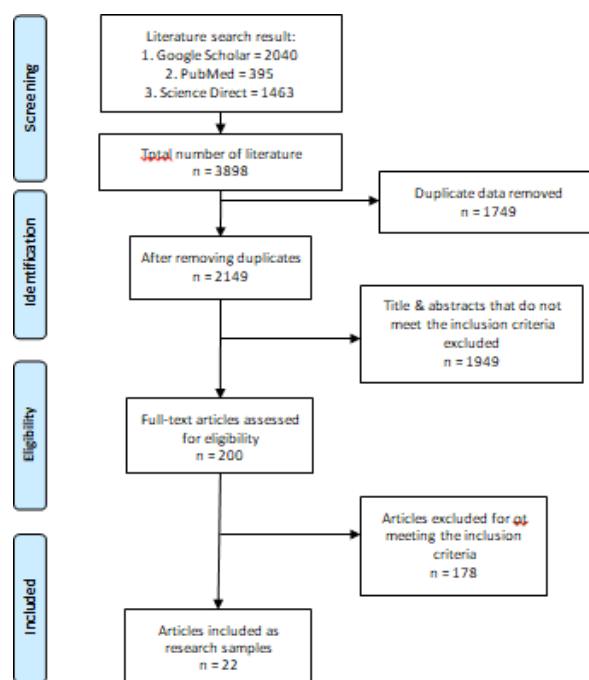 Screening
Literature search result:
1. Google Scholar = 2040
2. PubMed = 395
3. Science Direct = 1463
Tptal number of literature
n = 3898
Duplicate data removed
n = 1749
Identification
After removing duplicates
n = 2149
Title & abstracts that do not
meet the inclusion criteria
excluded
n = 1949
Eligibility
Full-text articles assessed
for eligibility
n = 200
Articles excluded for ot
meeting the inclusion
criteria
n = 178
Included
Articles included as
research samples
n = 22